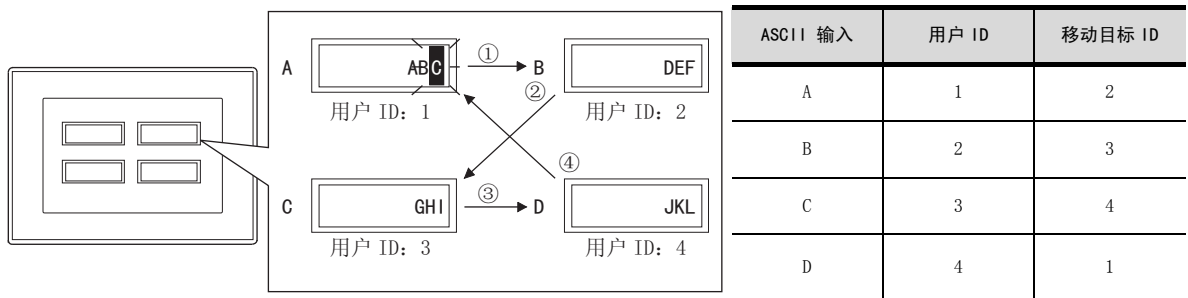 A ABC ① B DEF
用户 ID: 1 ② 用户 ID: 2
④
C GHI ③ D JKL
用户 ID: 3 用户 ID: 4
ASCII 输入 用户 ID 移动目标 ID
A 1 2
B 2 3
C 3 4
D 4 1